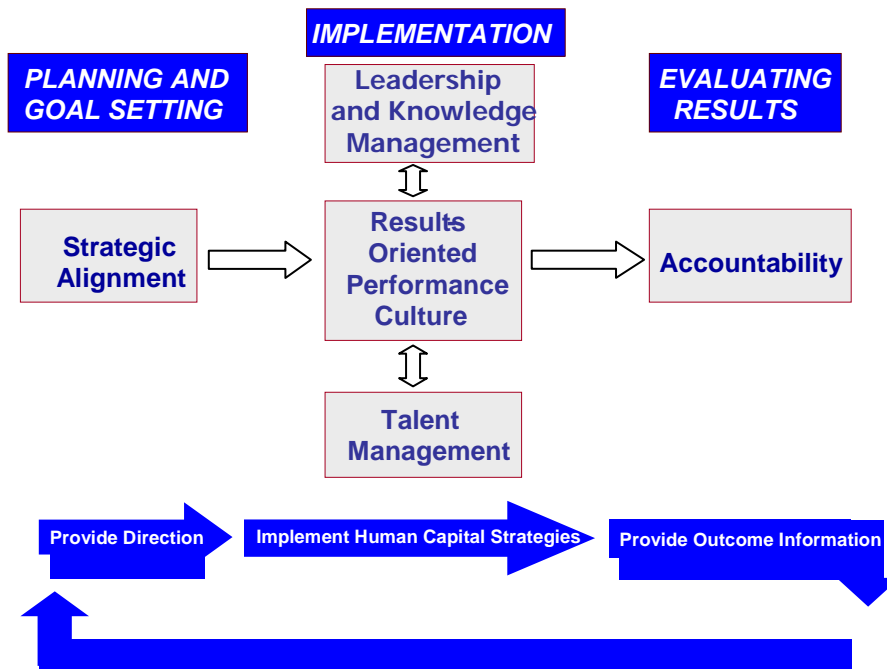 IMPLEMENTATION
PLANNING AND
GOAL SETTING
EVALUATING
RESULTS
Leadership
and Knowledge
Management
Strategic
Alignment
Results-
Oriented
Performance
Culture
Accountability
Talent
Management
Provide Direction
Implement Human Capital Strategies
Provide Outcome Information